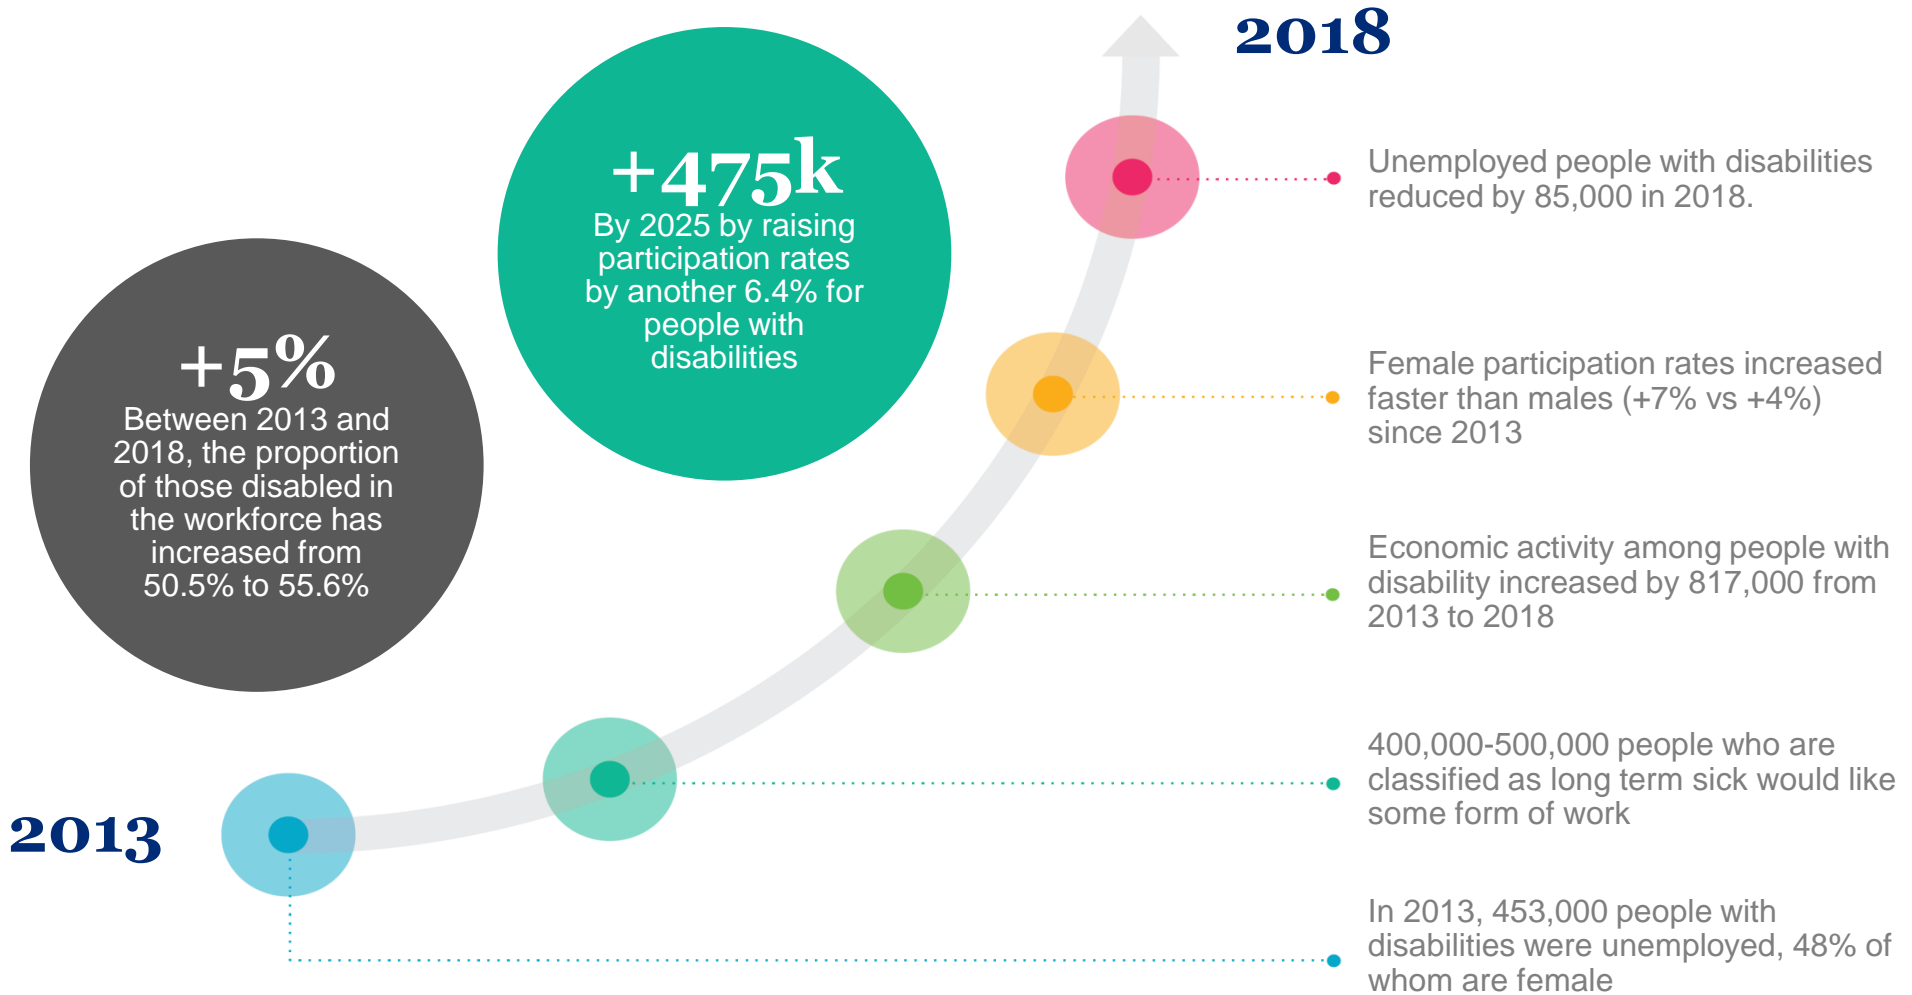 2018
+475k
By 2025 by raising
participation rates
by another 6.4% for
people with
disabilities
+5%
Between 2013 and
2018, the proportion
of those disabled in
the workforce has
increased from
50.5% to 55.6%
2013
Unemployed people with disabilities
reduced by 85,000 in 2018.
Female participation rates increased
faster than males (+7% vs +4%)
since 2013
Economic activity among people with
disability increased by 817,000 from
2013 to 2018
400,000-500,000 people who are
classified as long term sick would like
some form of work
In 2013, 453,000 people with
disabilities were unemployed, 48% of
whom are female